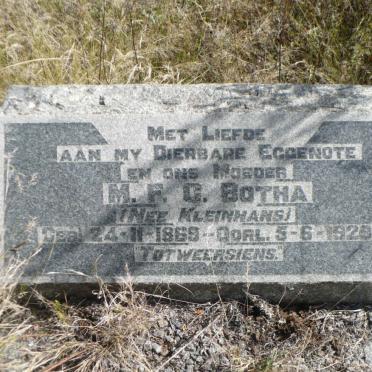 MET LIEFDE
AAN MY DIERBARE EGGENOTE
EN ONS MOEDER
M. F. C. BOTHA
(NEE KLEINHANS)
GEB. 24-11-1869 - OORL. 5-6-1928
TOTWEERSIENS.